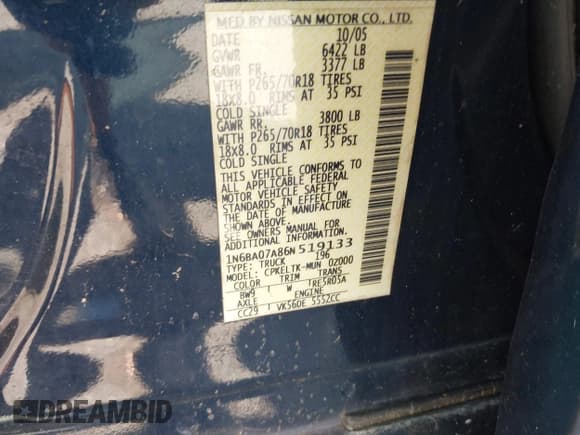 MFD BY NISSAN MOTOR CO., LTD.
DATE 10/05
GVWR 6422 LB
GAWR FR. 3377 LB
WITH P265/70R18 TIRES
18X8.0 RIMS AT 35 PSI
COLD SINGLE
GAWR RR. 3800 LB
WITH P265/70R18 TIRES
18X8.0 RIMS AT 35 PSI
COLD SINGLE
THIS VEHICLE CONFORMS TO
ALL APPLICABLE FEDERAL
MOTOR VEHICLE SAFETY
STANDARDS IN EFFECT ON
THE DATE OF MANUFACTURE
SHOWN ABOVE.
SEE OWNERS MANUAL FOR
AND INFORMATION
1N6BA07A86N519133
TYPE: TRUCK 196
MODEL: CPKELTK-MUN 0Z000
COLOR TRIM TRANS
BW9 W TRE5R05A
AXLE ENGINE
CC29 VK56DE 5552CC
DREAMBID